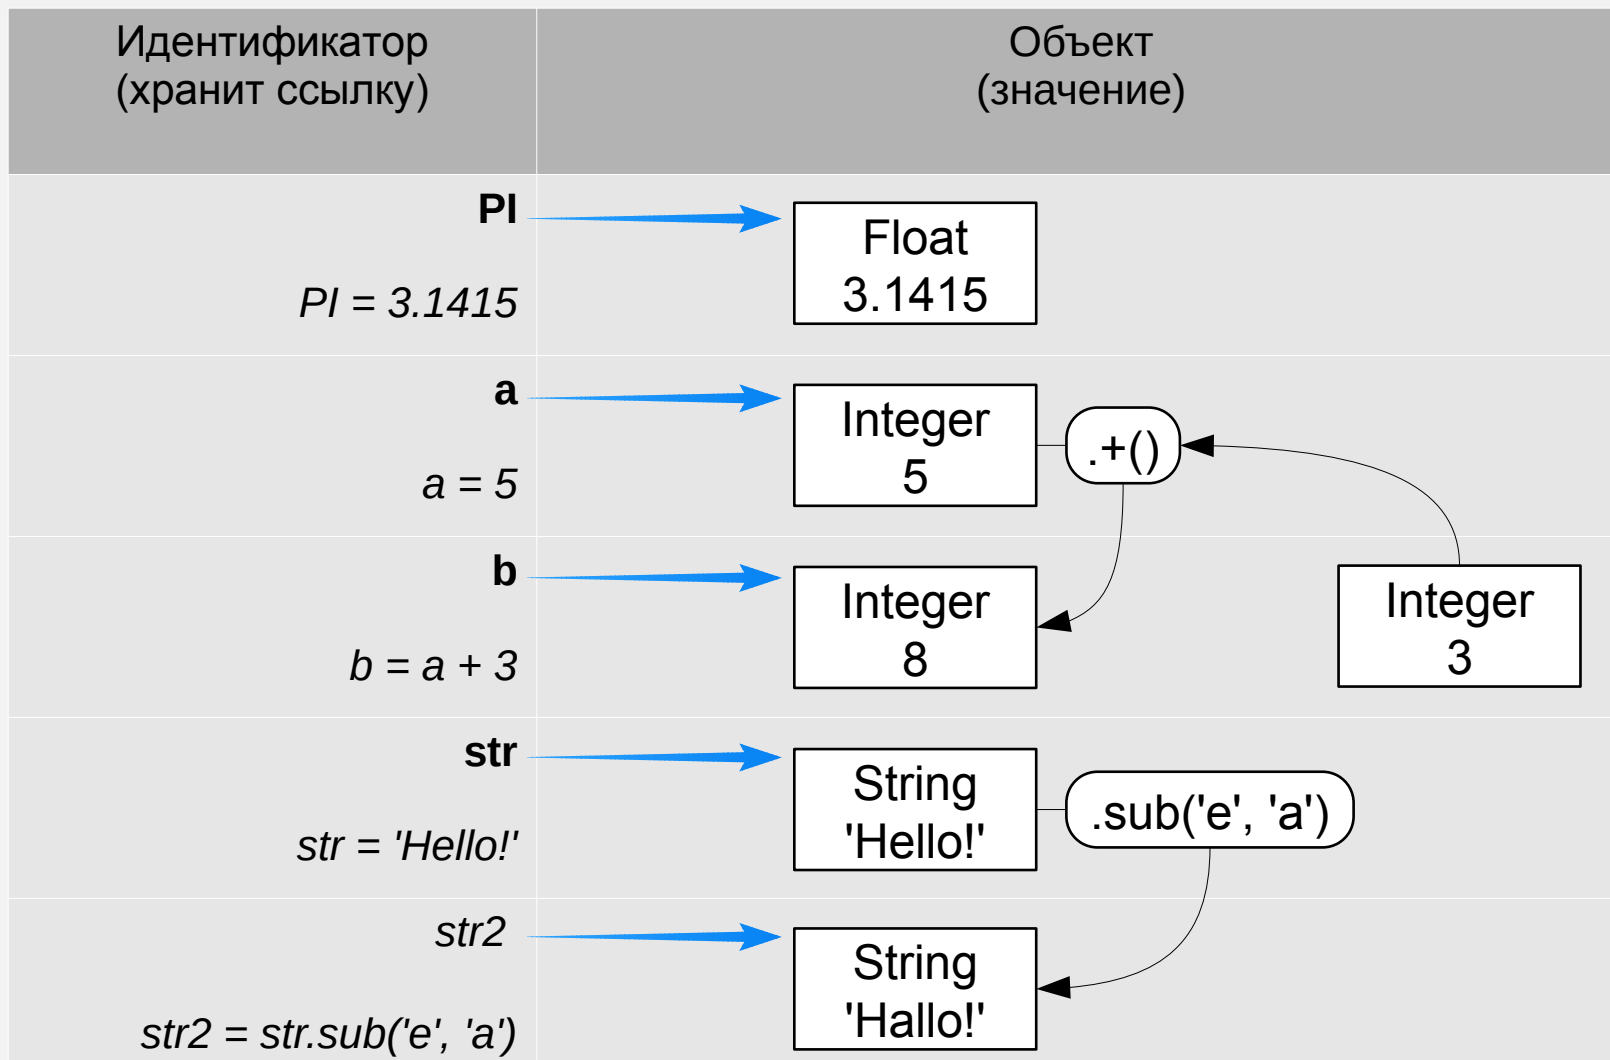 Идентификатор
(хранит ссылку)
Объект
(значение)
PI
PI = 3.1415
Float
3.1415
a
a = 5
Integer
5
.+()
b
b = a + 3
Integer
8
Integer
3
str
str = 'Hello!'
String
'Hello!'
.sub('e', 'a')
str2
str2 = str.sub('e', 'a')
String
'Hallo!'